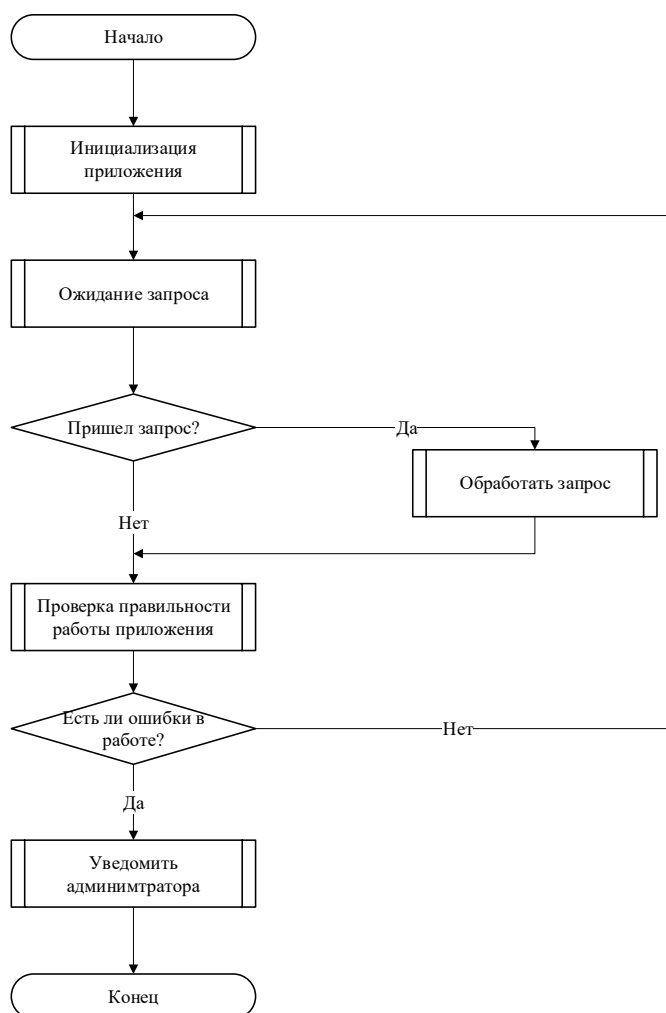 Начало
Инициализация
приложения
Ожидание запроса
Пришел запрос?
Да
Обработать запрос
Нет
Проверка правильности
работы приложения
Есть ли ошибки в
работе?
Нет
Да
Уведомить
админимтратора
Конец